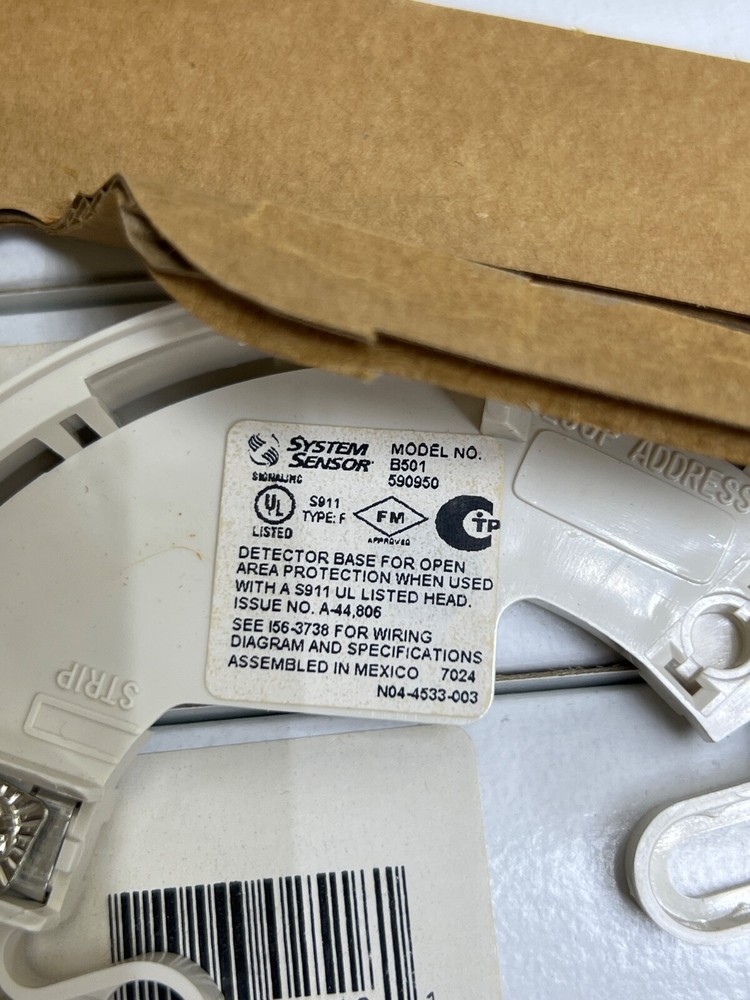 LOOP ADDRESS
SYSTEM
SENSOR
MODEL NO.
B501
590950
SIGNALING
UL
LISTED
S911
TYPE: F
FM
APPROVED
TP
DETECTOR BASE FOR OPEN
AREA PROTECTION WHEN USED
WITH A S911 UL LISTED HEAD.
ISSUE NO. A-44,806
SEE I56-3738 FOR WIRING
DIAGRAM AND SPECIFICATIONS
ASSEMBLED IN MEXICO 7024
N04-4533-003
STRIP